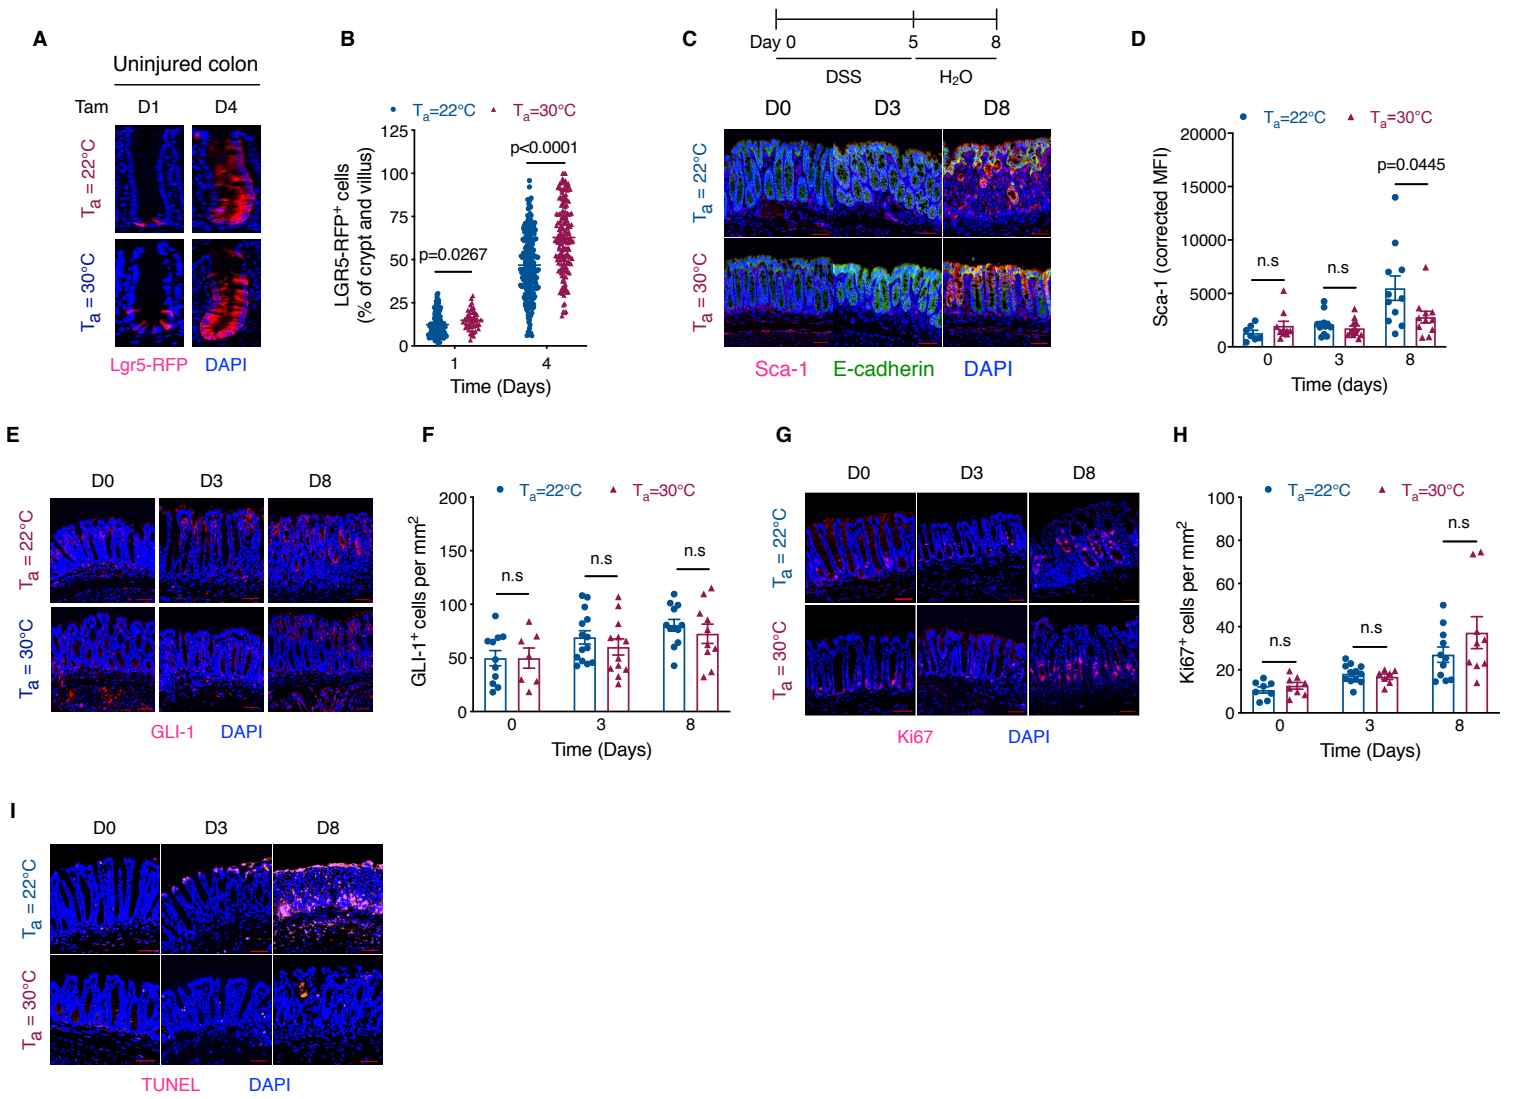 A
Uninjured colon
Tam D1 D4
Ta = 22°C
Ta = 30°C
Lgr5-RFP DAPI
B
Ta=22°C Ta=30°C
LGR5-RFP+ cells
(% of crypt and villus)
125
100
75
50
25
0
p=0.0267
p<0.0001
1 4
Time (Days)
C
Day 0 5 8
DSS H2O
D0 D3 D8
Ta = 22°C
Ta = 30°C
Sca-1 E-cadherin DAPI
D
Ta=22°C Ta=30°C
Sca-1 (corrected MFI)
20000
15000
10000
5000
0
n.s
n.s
p=0.0445
0 3 8
Time (days)
E
D0 D3 D8
Ta = 22°C
Ta = 30°C
GLI-1 DAPI
F
Ta=22°C Ta=30°C
GLI-1+ cells per mm2
200
150
100
50
0
n.s
n.s
n.s
0 3 8
Time (Days)
G
D0 D3 D8
Ta = 22°C
Ta = 30°C
Ki67 DAPI
H
Ta=22°C Ta=30°C
Ki67+ cells per mm2
100
80
60
40
20
0
n.s
n.s
n.s
0 3 8
Time (Days)
I
D0 D3 D8
Ta = 22°C
Ta = 30°C
TUNEL DAPI